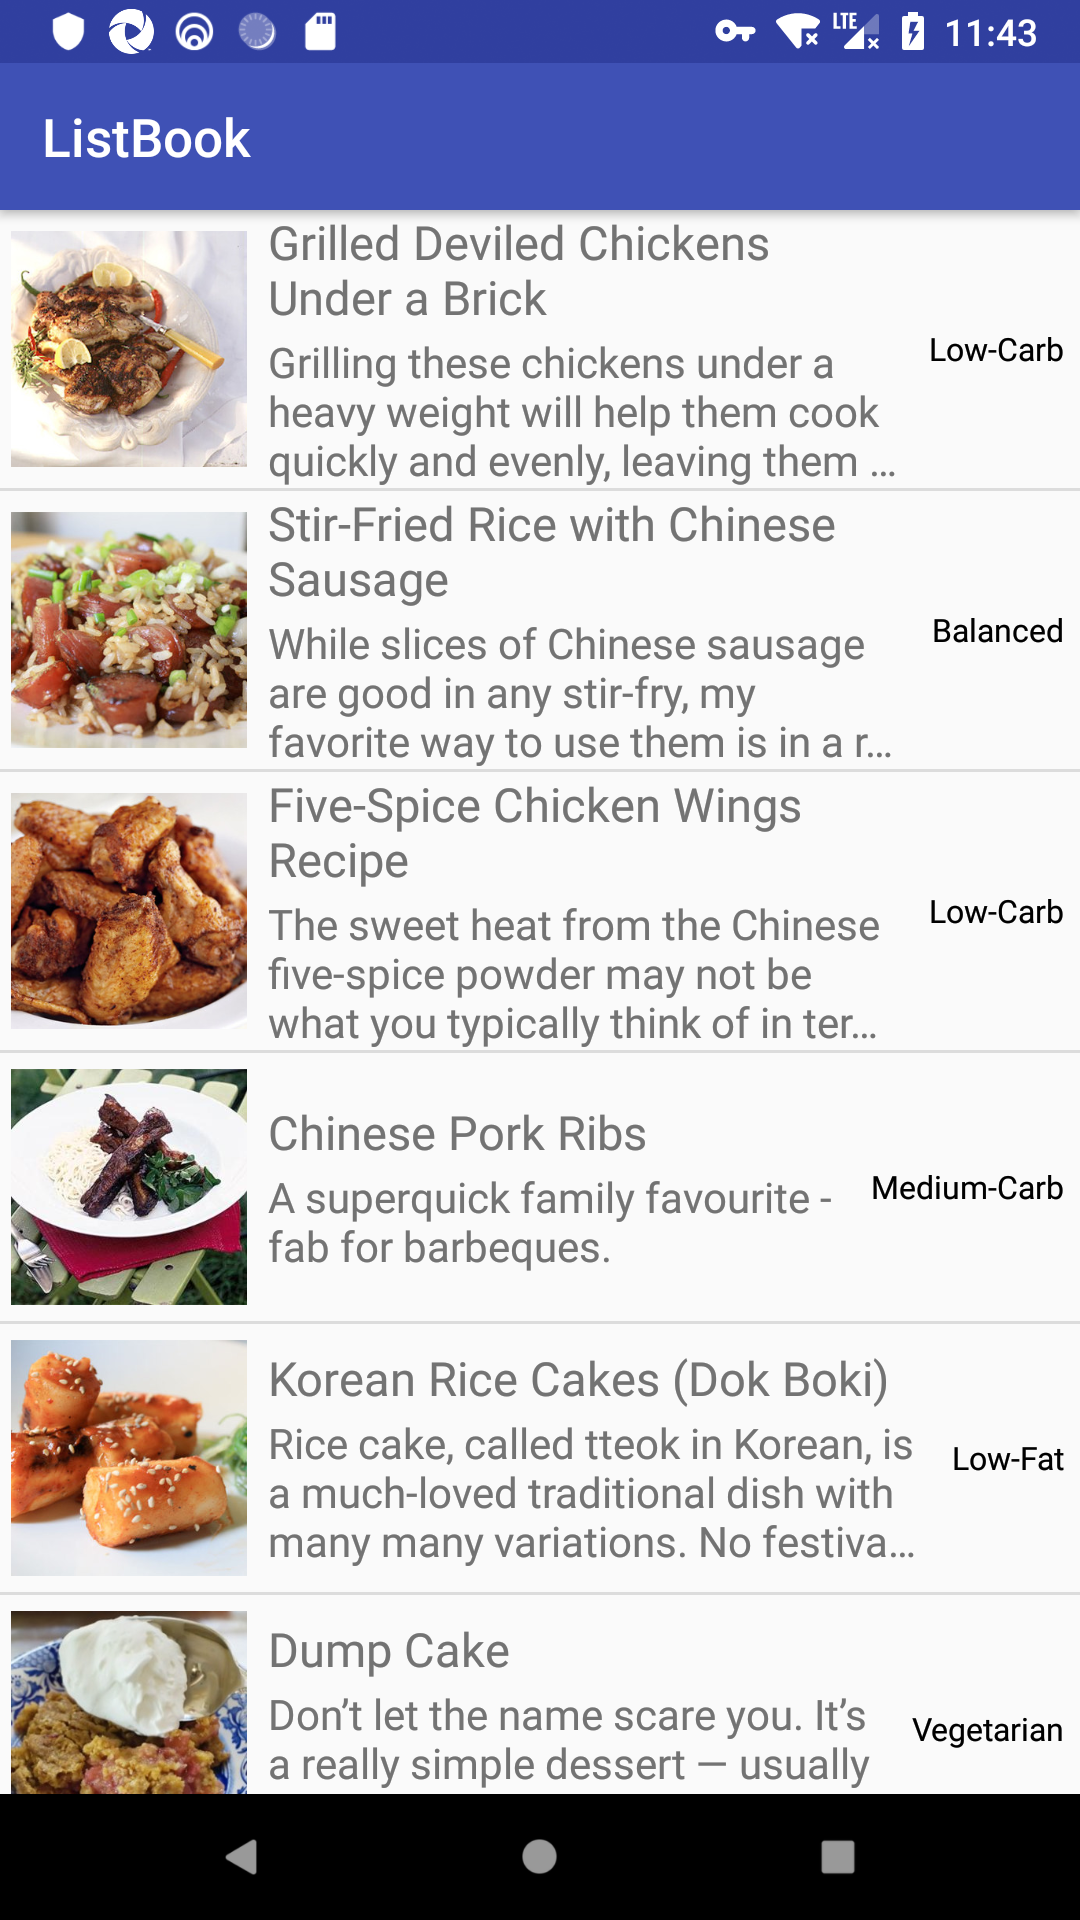 LTE 11:43
ListBook
Grilled Deviled Chickens
Under a Brick
Grilling these chickens under a
heavy weight will help them cook
quickly and evenly, leaving them ...
Low-Carb
Stir-Fried Rice with Chinese
Sausage
While slices of Chinese sausage
are good in any stir-fry, my
favorite way to use them is in a r...
Balanced
Five-Spice Chicken Wings
Recipe
The sweet heat from the Chinese
five-spice powder may not be
what you typically think of in ter...
Low-Carb
Chinese Pork Ribs
A superquick family favourite -
fab for barbeques.
Medium-Carb
Korean Rice Cakes (Dok Boki)
Rice cake, called tteok in Korean, is
a much-loved traditional dish with
many many variations. No festiva...
Low-Fat
Dump Cake
Don’t let the name scare you. It’s
a really simple dessert — usually
Vegetarian